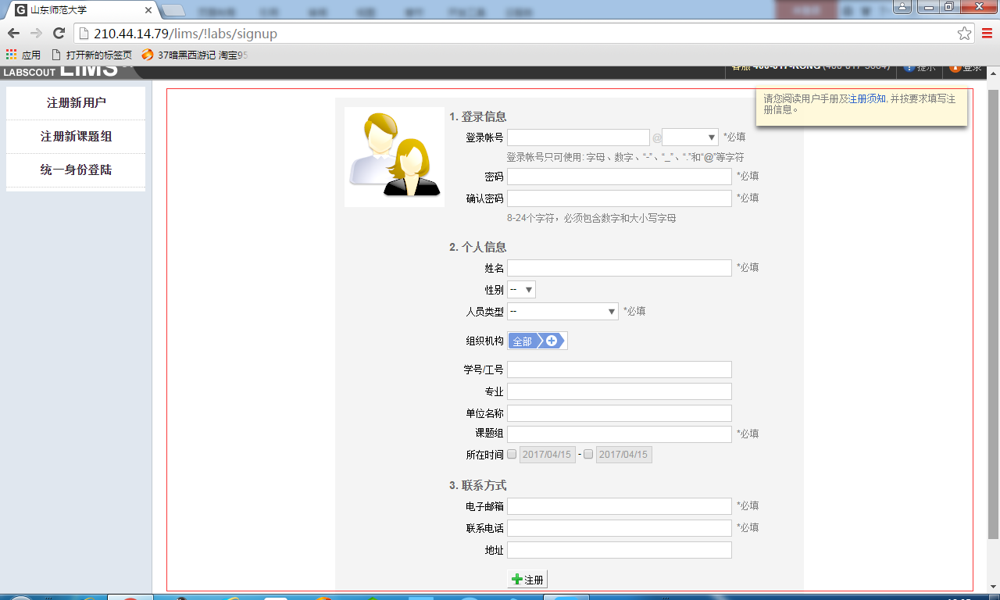 山东师范大学
210.44.14.79/lims/!labs/signup
应用
打开新的标签页
37暗黑西游记 淘宝95
LABSCOUT LIMS
提示
登录
注册新用户
注册新课题组
统一身份登陆
请您阅读用户手册及注册须知, 并按要求填写注
册信息。
1. 登录信息
登录帐号 @ *必填
登录帐号只可使用: 字母、数字、“-”、“_”、“.”和“@”等字符
密码 *必填
确认密码 *必填
8-24个字符，必须包含数字和大小写字母
2. 个人信息
姓名 *必填
性别 --
人员类型 -- *必填
组织机构 全部
学号/工号
专业
单位名称
课题组 *必填
所在时间 2017/04/15 - 2017/04/15
3. 联系方式
电子邮箱 *必填
联系电话 *必填
地址
注册